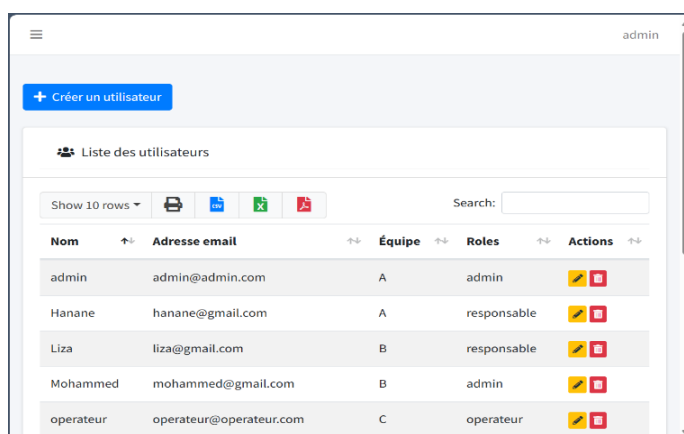 admin
Créer un utilisateur
Liste des utilisateurs
Show 10 rows CSV Search:
Nom Adresse email Équipe Roles Actions
admin admin@admin.com A admin
Hanane hanane@gmail.com A responsable
Liza liza@gmail.com B responsable
Mohammed mohammed@gmail.com B admin
operateur operateur@operateur.com C operateur